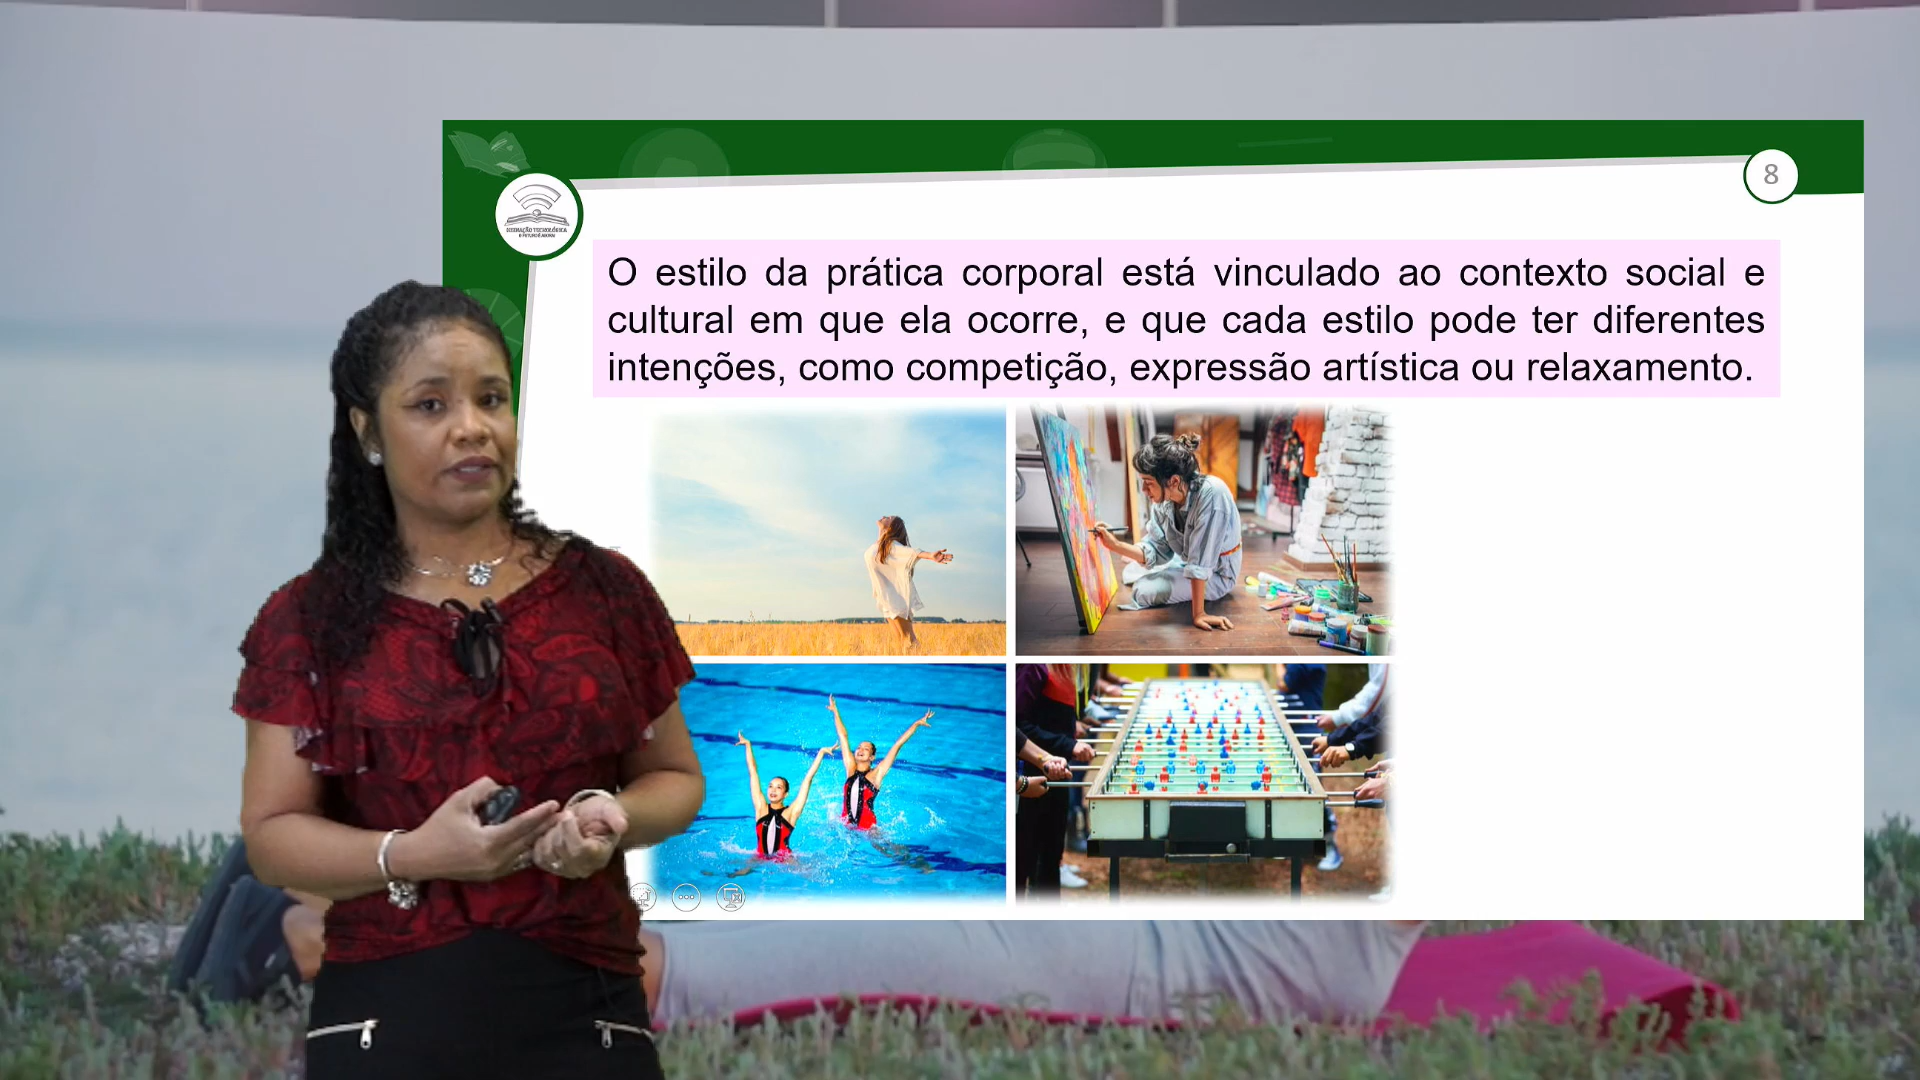 8
O estilo da prática corporal está vinculado ao contexto social e
cultural em que ela ocorre, e que cada estilo pode ter diferentes
intenções, como competição, expressão artística ou relaxamento.